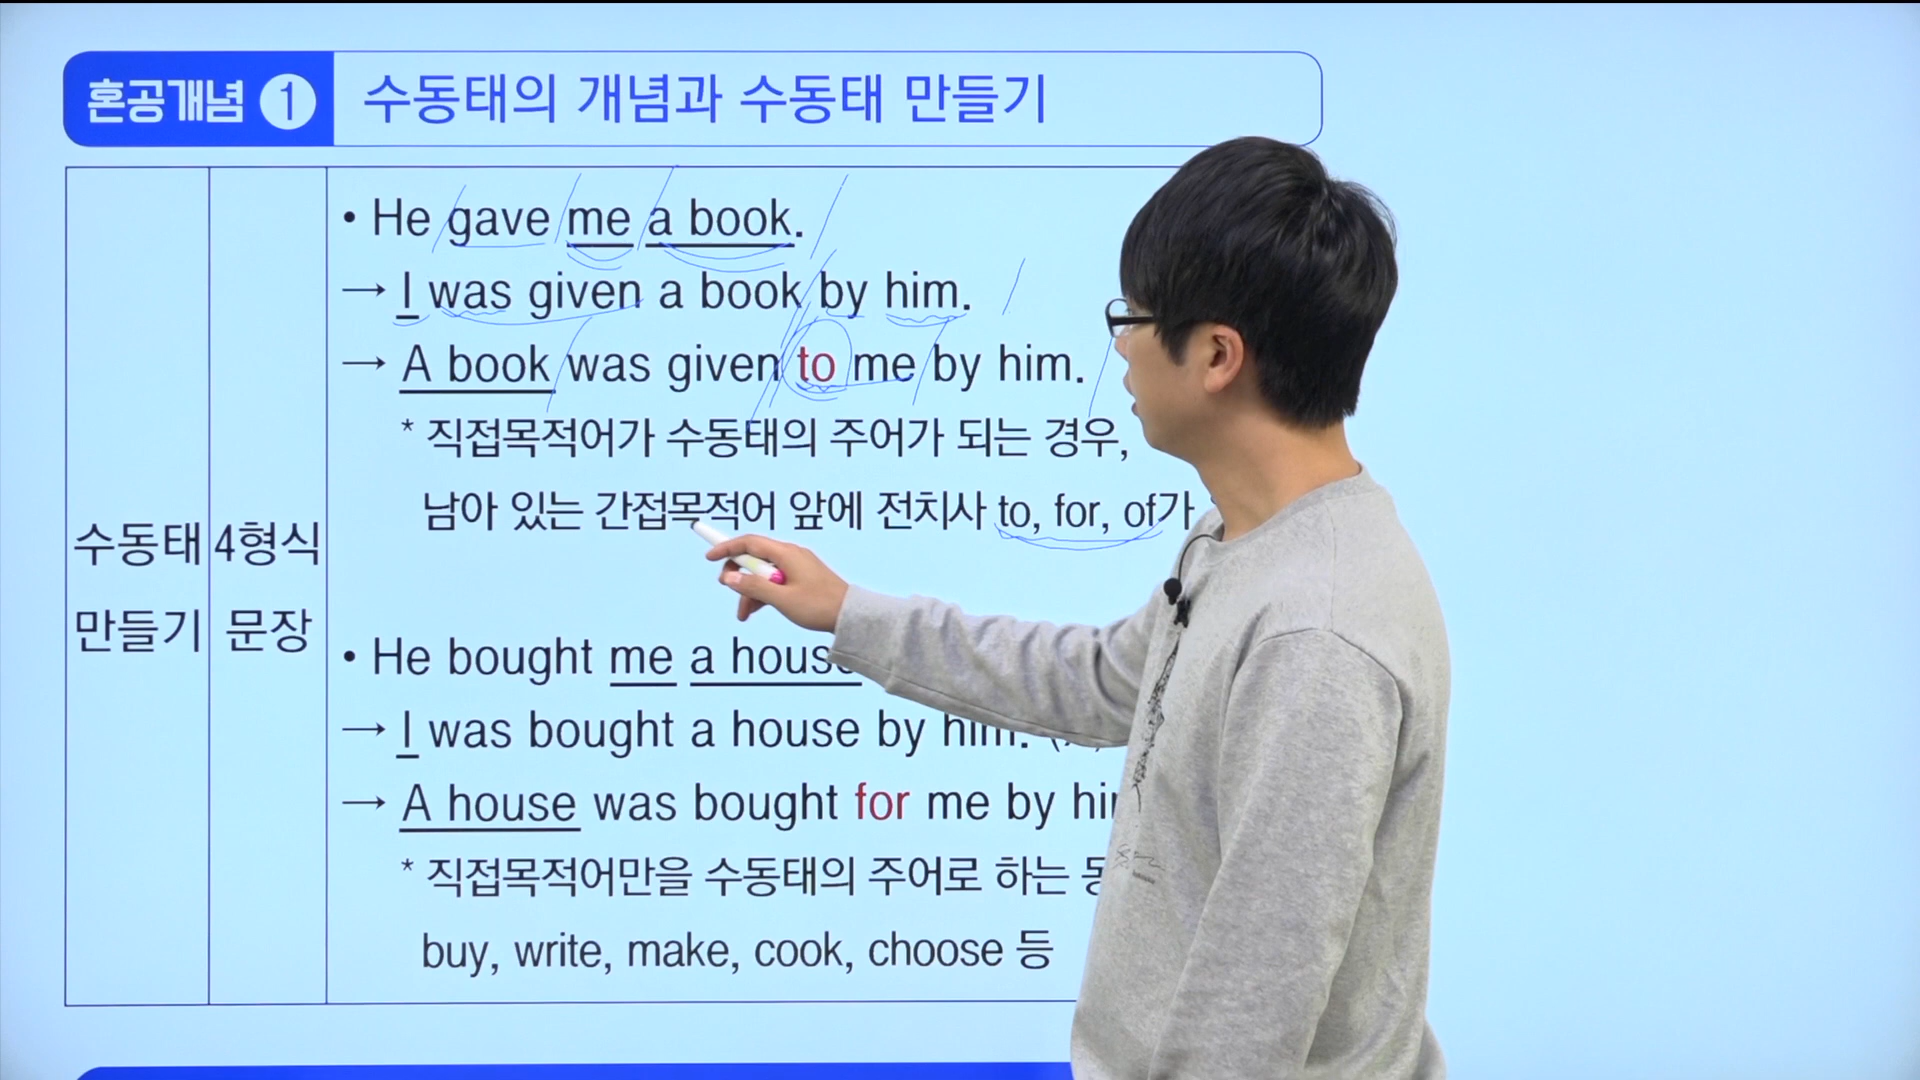 혼공개념 1 수동태의 개념과 수동태 만들기
수동태 만들기
4형식 문장
• He gave me a book.
→ I was given a book by him.
→ A book was given to me by him.
* 직접목적어가 수동태의 주어가 되는 경우,
남아 있는 간접목적어 앞에 전치사 to, for, of가
• He bought me a house
→ I was bought a house by him.
→ A house was bought for me by
* 직접목적어만을 수동태의 주어로 하는
buy, write, make, cook, choose 등